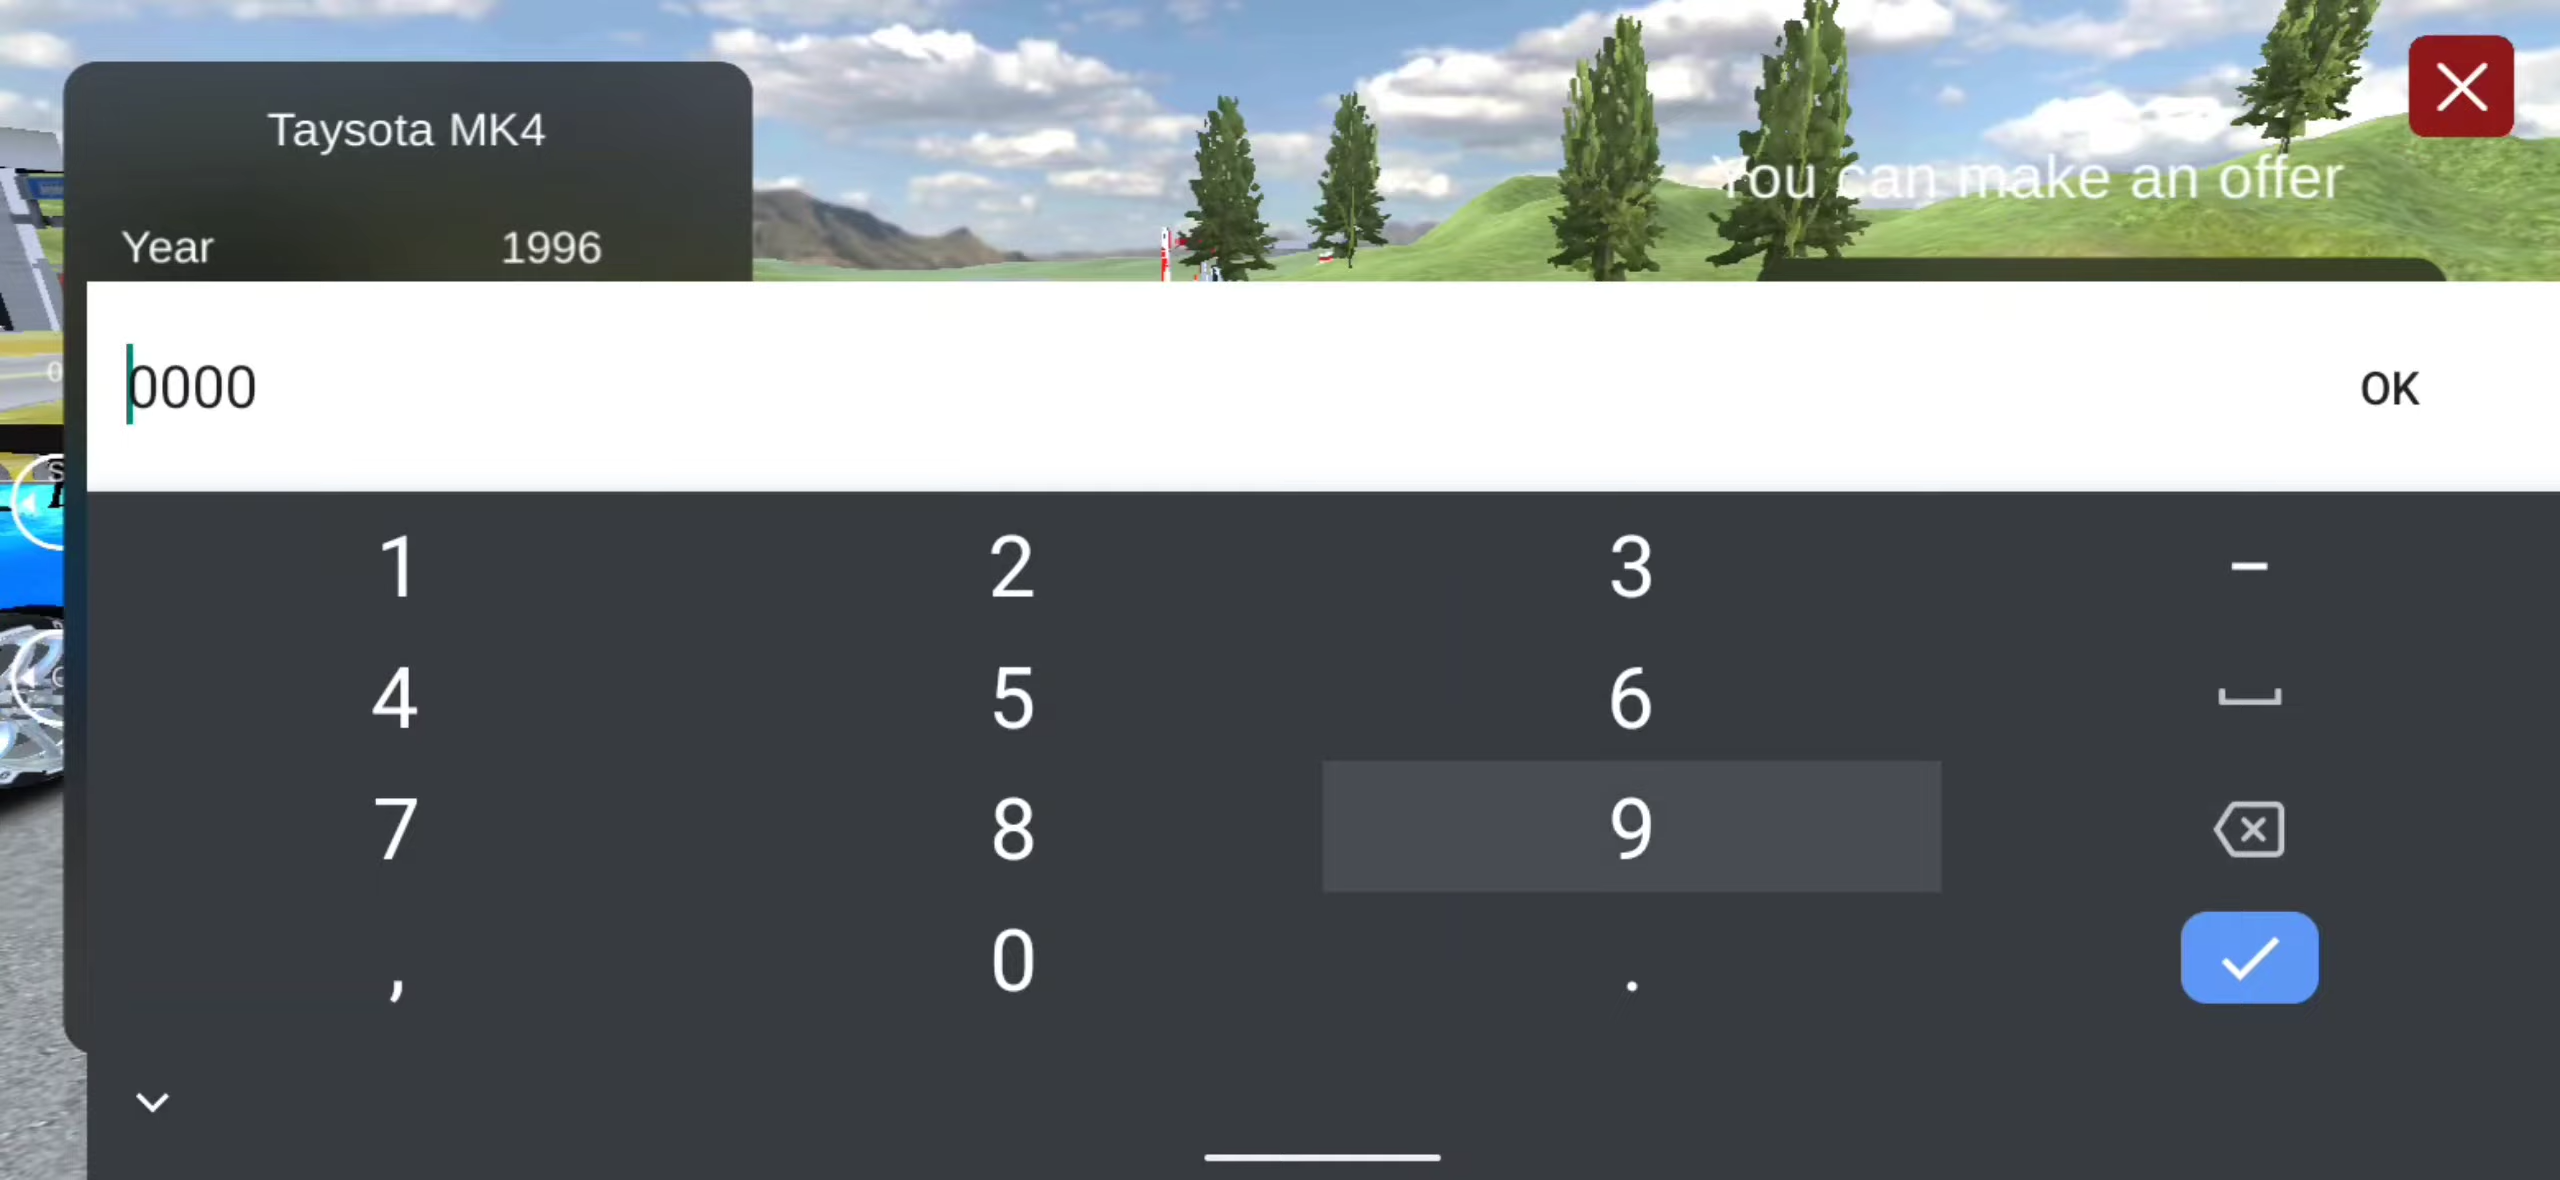 Taysota MK4
You can make an offer
Year 1996
0000
OK
1 2 3 -
4 5 6
7 8 9
, 0 .